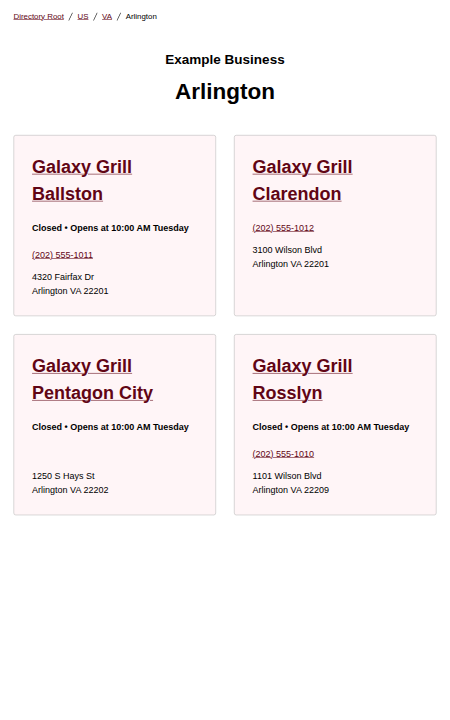 Directory Root / US / VA / Arlington
Example Business
Arlington
Galaxy Grill
Ballston
Closed • Opens at 10:00 AM Tuesday
(202) 555-1011
4320 Fairfax Dr
Arlington VA 22201
Galaxy Grill
Clarendon
(202) 555-1012
3100 Wilson Blvd
Arlington VA 22201
Galaxy Grill
Pentagon City
Closed • Opens at 10:00 AM Tuesday
1250 S Hays St
Arlington VA 22202
Galaxy Grill
Rosslyn
Closed • Opens at 10:00 AM Tuesday
(202) 555-1010
1101 Wilson Blvd
Arlington VA 22209